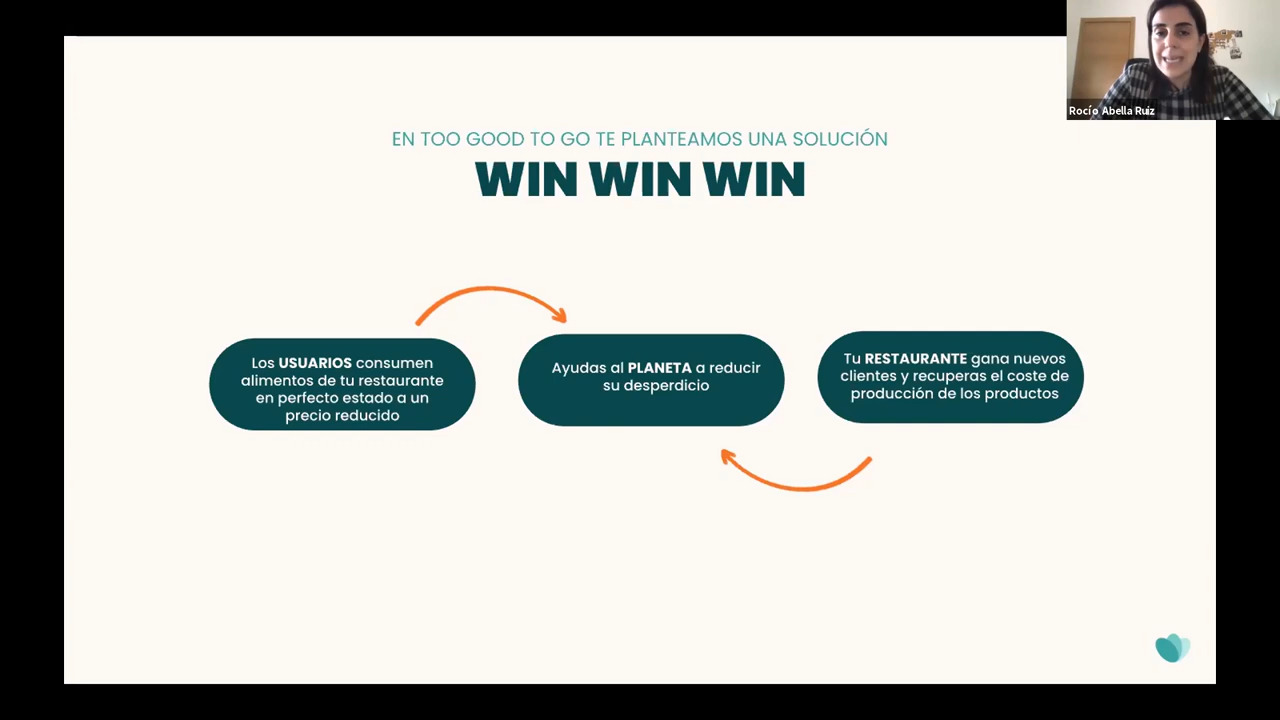 Rocío Abella Ruiz
EN TOO GOOD TO GO TE PLANTEAMOS UNA SOLUCIÓN
WIN WIN WIN
Los USUARIOS consumen
alimentos de tu restaurante
en perfecto estado a un
precio reducido
Ayudas al PLANETA a reducir
su desperdicio
Tu RESTAURANTE gana nuevos
clientes y recuperas el coste de
producción de los productos